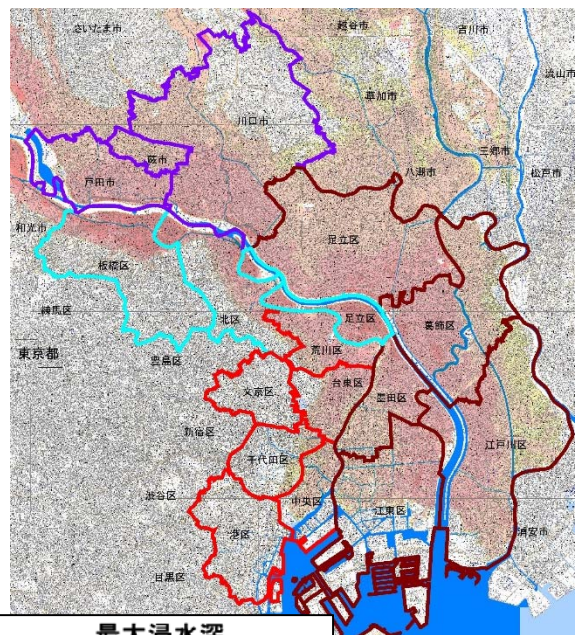 さいたま市
越谷市
吉川市
流山市
川口市
草加市
三郷市
蕨市
八潮市
松戸市
戸田市
和光市
足立区
板橋区
練馬区
北区
足立区
葛飾区
東京都
豊島区
荒川区
台東区
墨田区
文京区
新宿区
江戸川区
千代田区
渋谷区
中央区
江東区
港区
浦安市
目黒区
最大浸水深